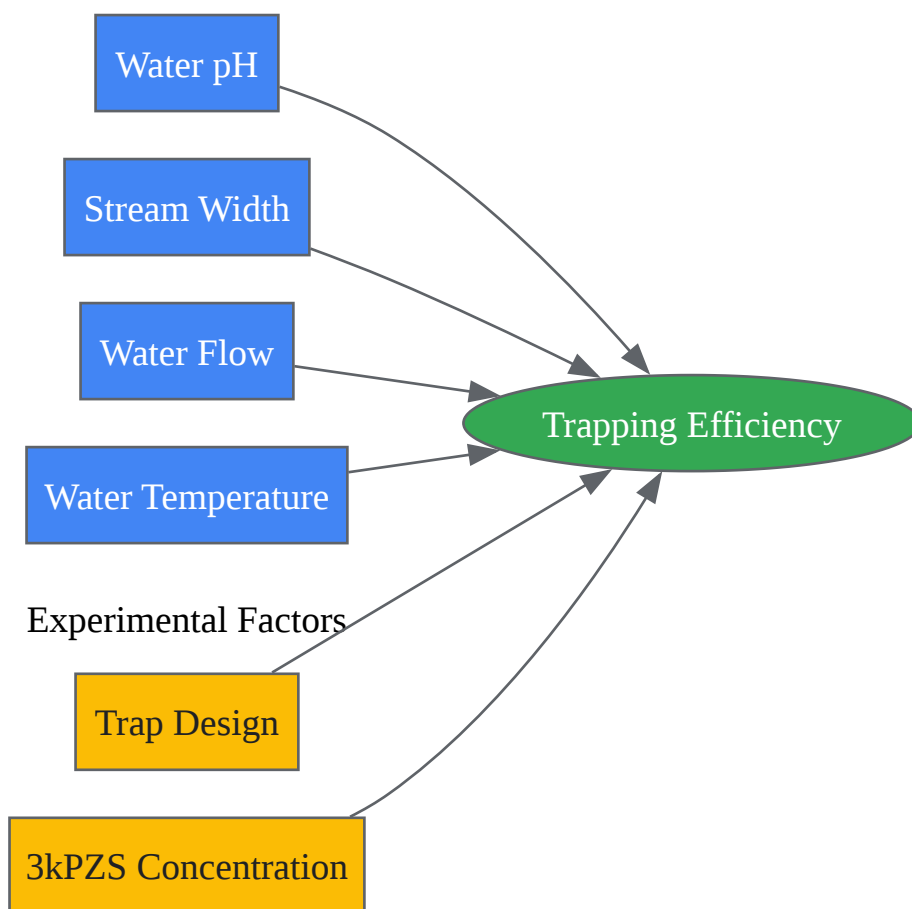 Water pH
Stream Width
Water Flow
Trapping Efficiency
Water Temperature
Experimental Factors
Trap Design
3kPZS Concentration